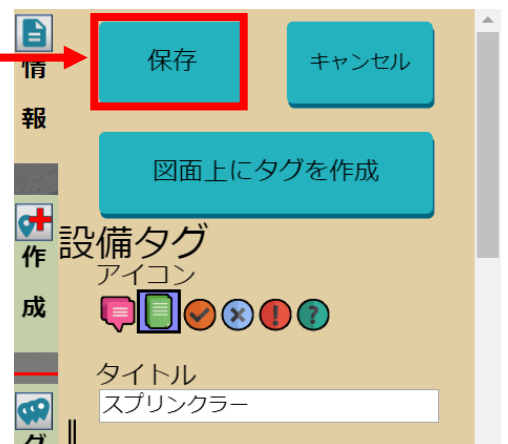 情
報
保存
キャンセル
図面上にタグを作成
作
成
設備タグ
アイコン
タイトル
スプリンクラー